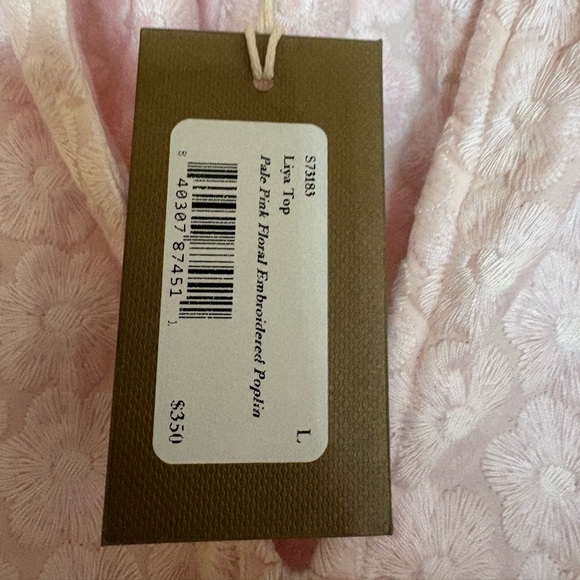 S73183
Liya Top
Pale Pink Floral Embroidered Poplin
L
8 40307 87451 1
$350